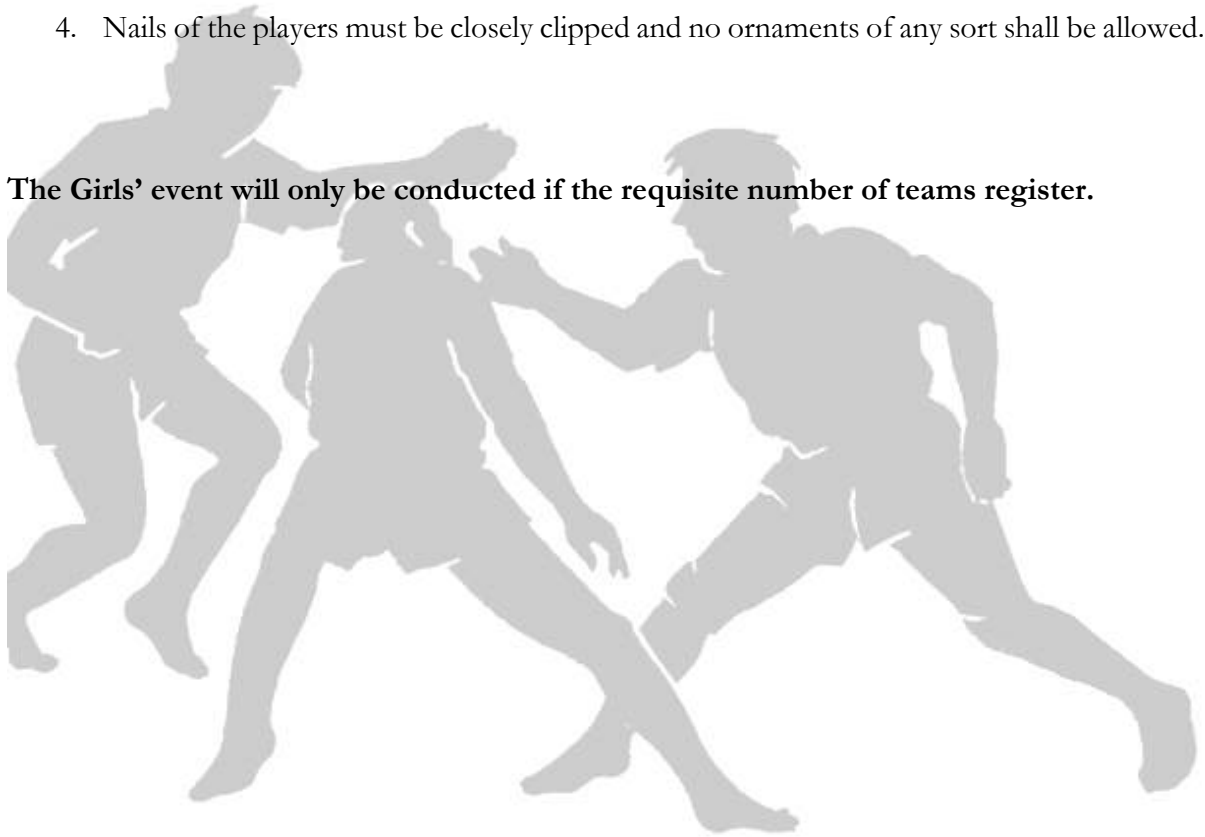 4. Nails of the players must be closely clipped and no ornaments of any sort shall be allowed.
The Girls’ event will only be conducted if the requisite number of teams register.